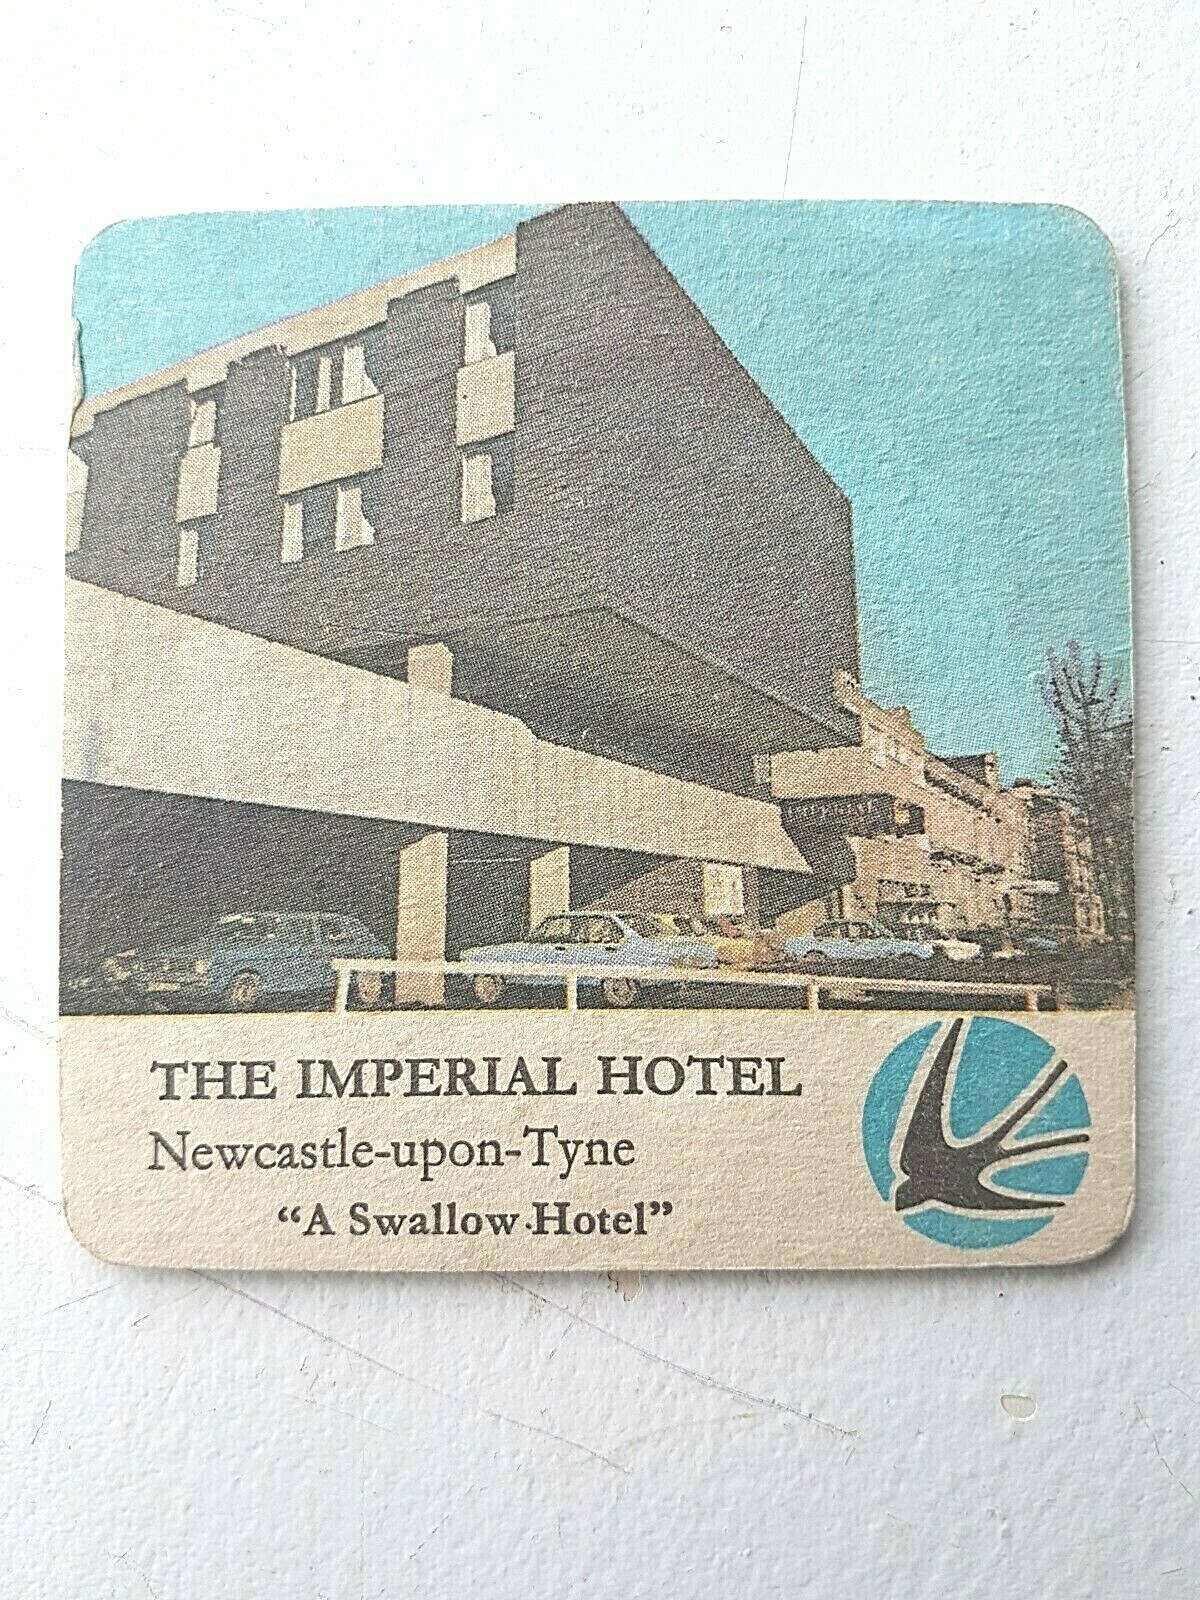 THE IMPERIAL HOTEL
Newcastle-upon-Tyne
“A Swallow Hotel”